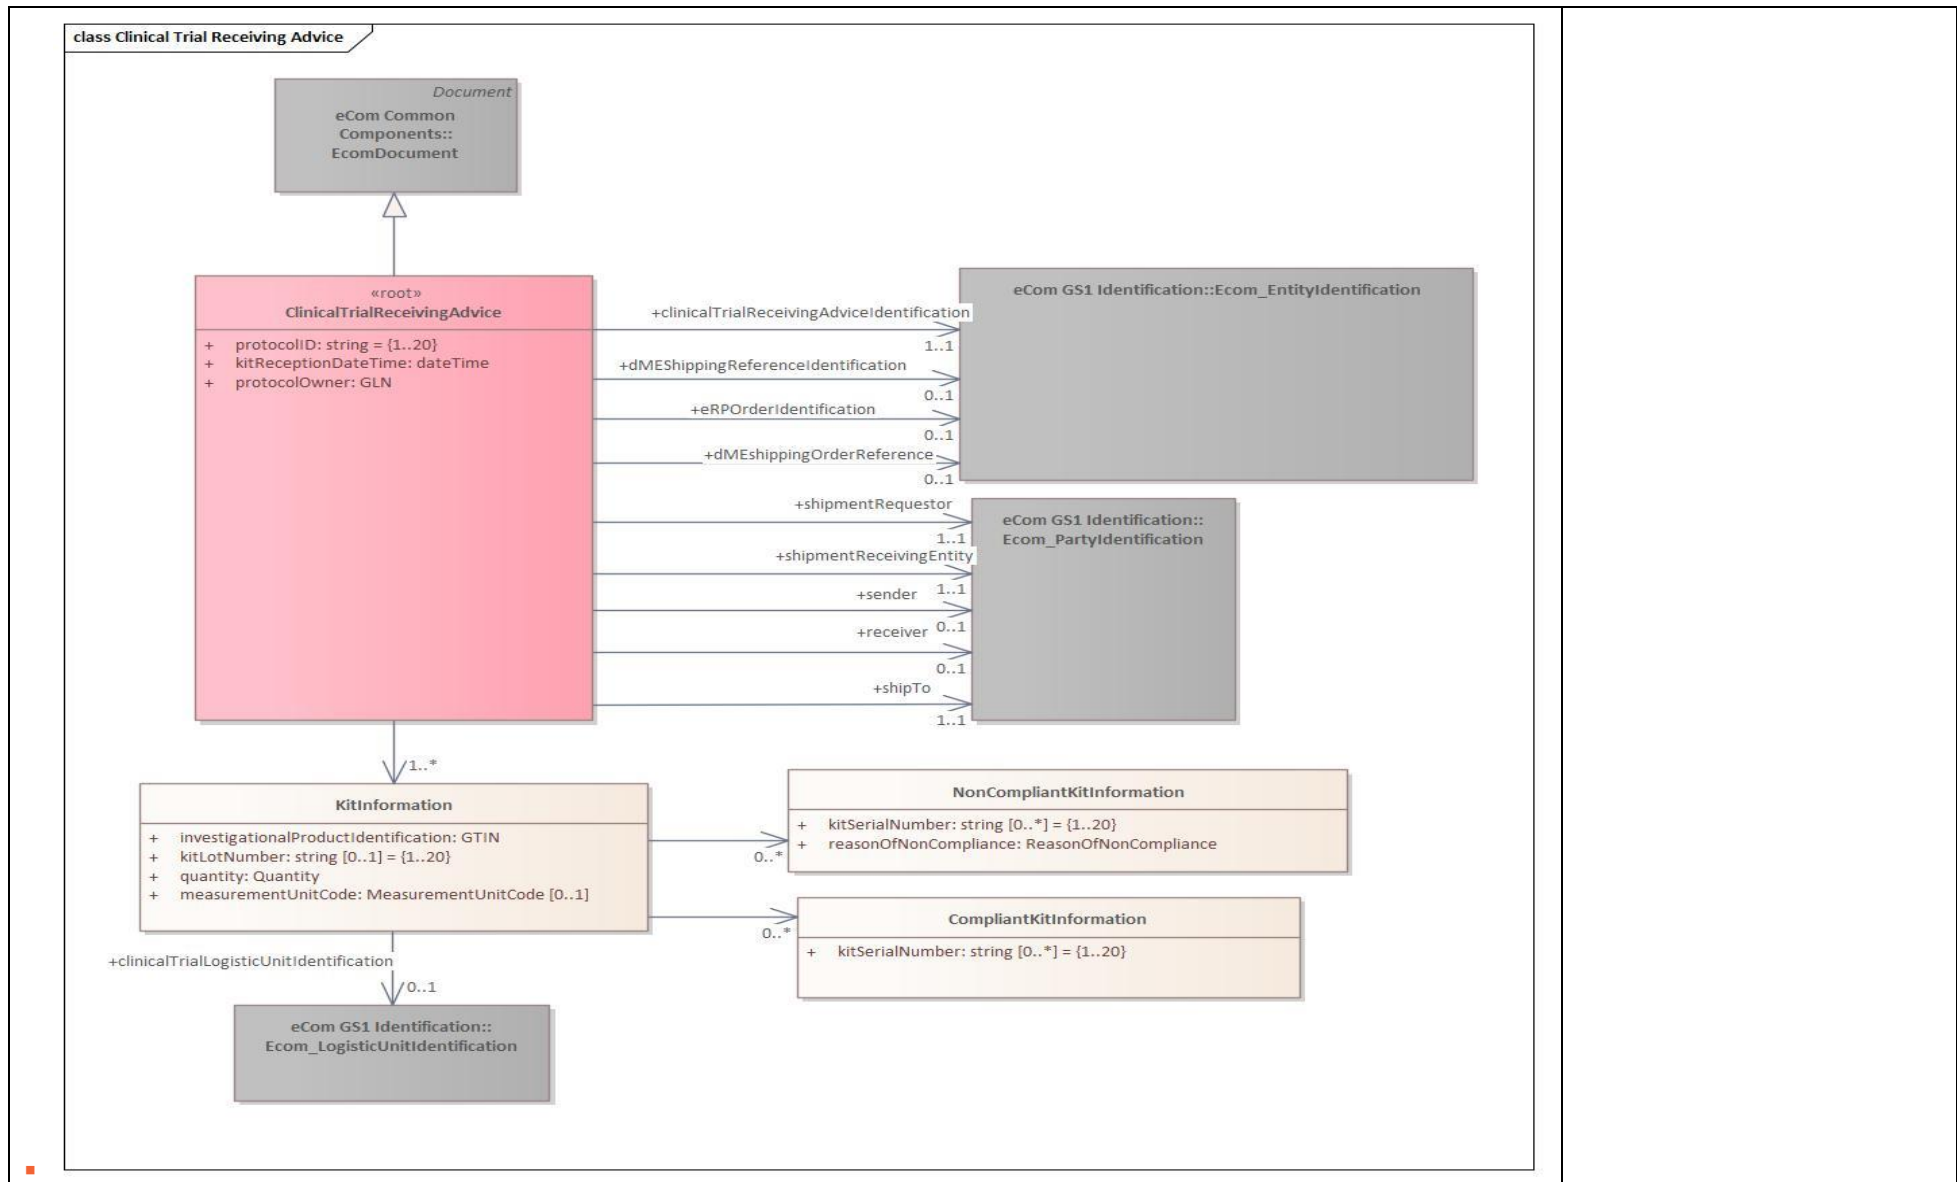 class Clinical Trial Receiving Advice
Document
eCom Common
Components::
EcomDocument
«root»
ClinicalTrialReceivingAdvice
+ protocolID: string = {1..20}
+ kitReceptionDateTime: dateTime
+ protocolOwner: GLN
+clinicalTrialReceivingAdviceIdentification
1..1
+dMEShippingReferenceIdentification
0..1
+eRPOrderIdentification
0..1
+dMEshippingOrderReference
0..1
eCom GS1 Identification::Ecom_EntityIdentification
+shipmentRequestor
1..1
+shipmentReceivingEntity
1..1
+sender
0..1
+receiver
0..1
+shipTo
1..1
eCom GS1 Identification::
Ecom_PartyIdentification
1..*
KitInformation
+ investigationalProductIdentification: GTIN
+ kitLotNumber: string [0..1] = {1..20}
+ quantity: Quantity
+ measurementUnitCode: MeasurementUnitCode [0..1]
0..*
NonCompliantKitInformation
+ kitSerialNumber: string [0..*] = {1..20}
+ reasonOfNonCompliance: ReasonOfNonCompliance
0..*
CompliantKitInformation
+ kitSerialNumber: string [0..*] = {1..20}
+clinicalTrialLogisticUnitIdentification
0..1
eCom GS1 Identification::
Ecom_LogisticUnitIdentification